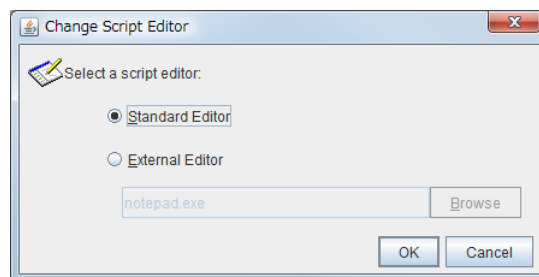 Change Script Editor
Select a script editor:
Standard Editor
External Editor
notepad.exe
Browse
OK
Cancel